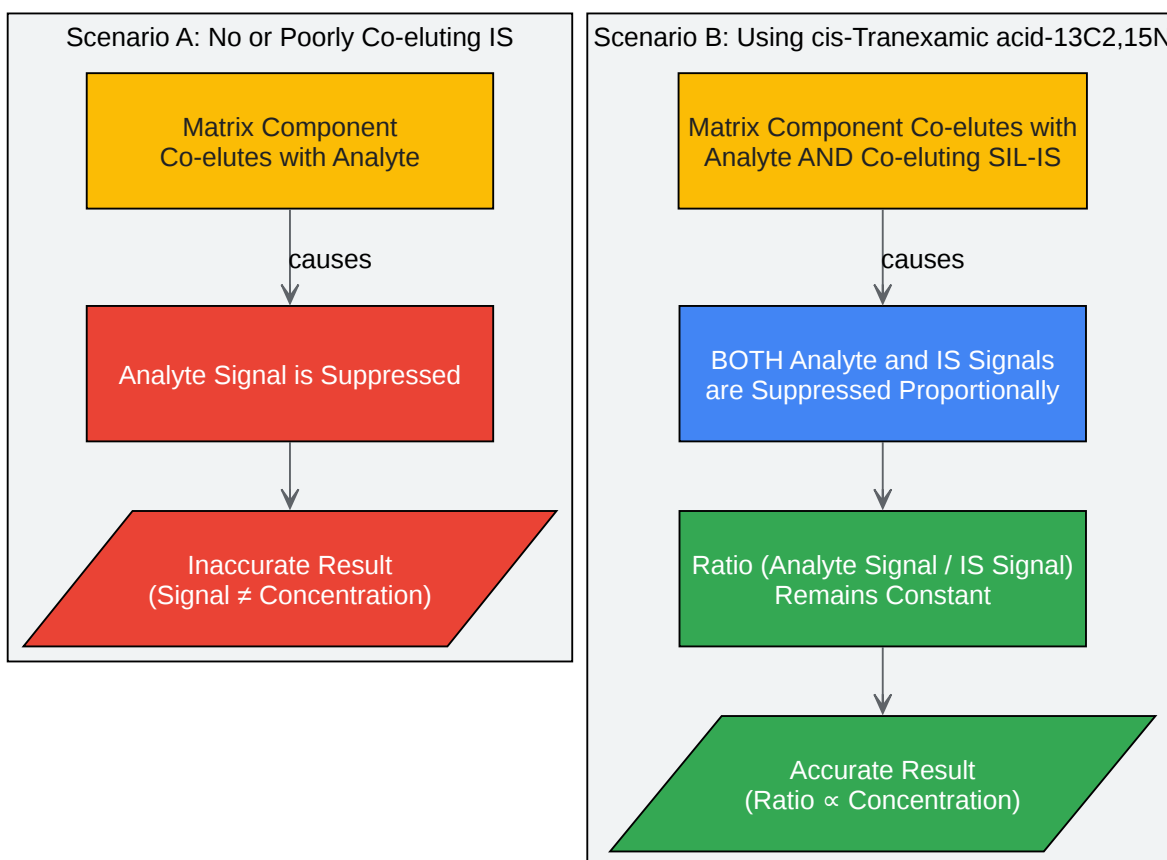 Scenario A: No or Poorly Co-eluting IS
Matrix Component
Co-elutes with Analyte
causes
Analyte Signal is Suppressed
Inaccurate Result
(Signal ≠ Concentration)
Scenario B: Using cis-Tranexamic acid-13C2,15N
Matrix Component Co-elutes with
Analyte AND Co-eluting SIL-IS
causes
BOTH Analyte and IS Signals
are Suppressed Proportionally
Ratio (Analyte Signal / IS Signal)
Remains Constant
Accurate Result
(Ratio ∝ Concentration)